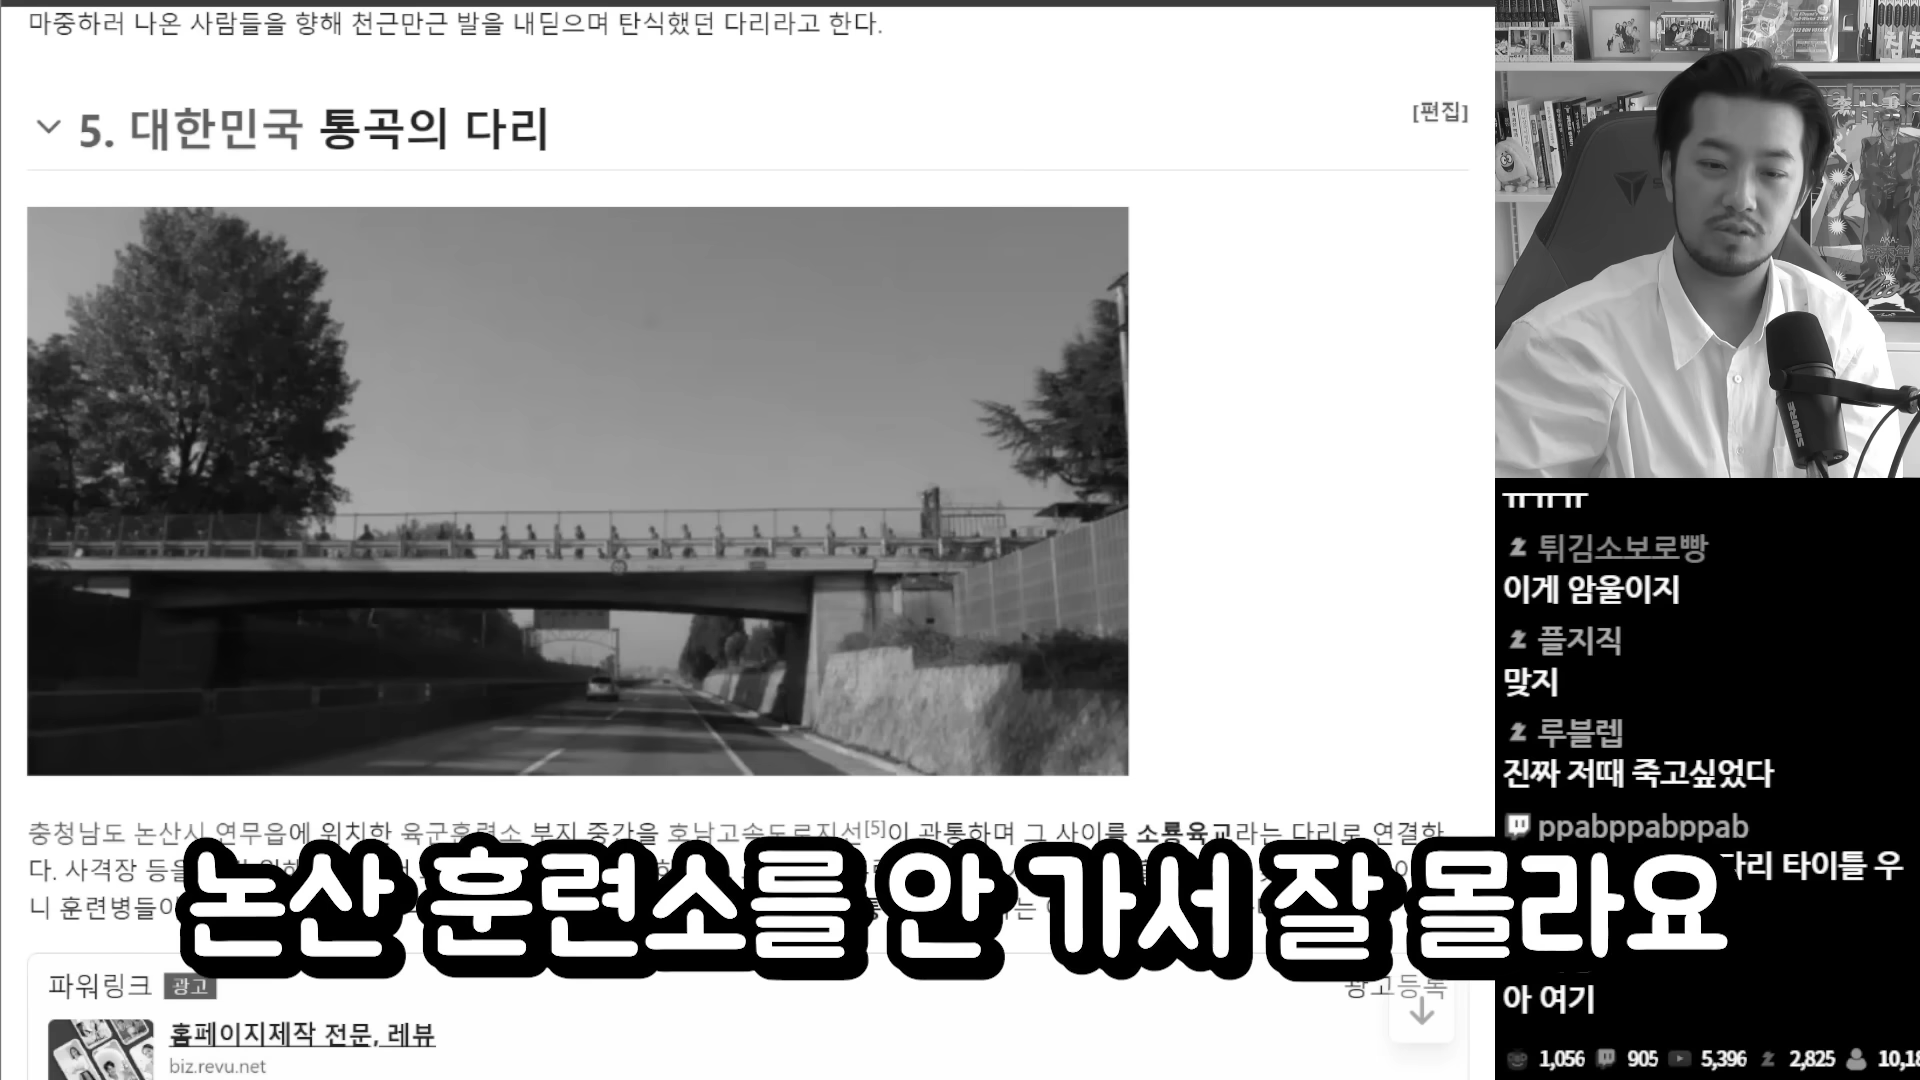 마중하러 나온 사람들을 향해 천근만근 발을 내딛으며 탄식했던 다리라고 한다.
5. 대한민국 통곡의 다리
[편집]
충청남도 논산시 연무읍에 위치한 육군훈련소 부지 중간을 호남고속도로지선[5]이 관통하며 그 사이를 소룡육교라는 다리로 연결한
다. 사격장 등을
니 훈련병들이
논산 훈련소를 안 가서 잘 몰라요
파워링크 광고
광고등록
홈페이지제작 전문, 레뷰
biz.revu.net
SHURE
AKA.
ㅠㅠㅠ
튀김소보로빵
이게 암울이지
플지직
맞지
루블렙
진짜 저때 죽고싶었다
ppabppabppab
다리 타이틀 우
아 여기
1,056 905 5,396 2,825 10,18